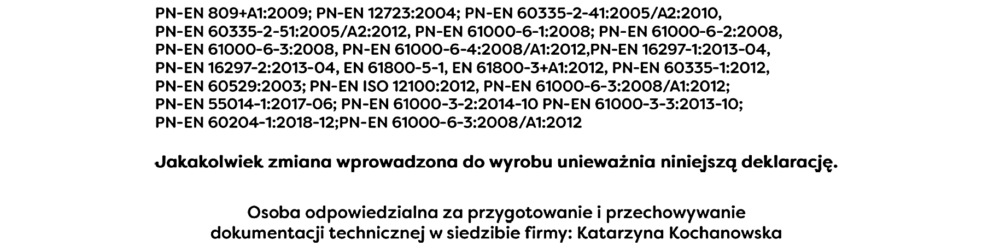 PN-EN 809+A1:2009; PN-EN 12723:2004; PN-EN 60335-2-41:2005/A2:2010,
PN-EN 60335-2-51:2005/A2:2012, PN-EN 61000-6-1:2008; PN-EN 61000-6-2:2008,
PN-EN 61000-6-3:2008, PN-EN 61000-6-4:2008/A1:2012,PN-EN 16297-1:2013-04,
PN-EN 16297-2:2013-04, EN 61800-5-1, EN 61800-3+A1:2012, PN-EN 60335-1:2012,
PN-EN 60529:2003; PN-EN ISO 12100:2012, PN-EN 61000-6-3:2008/A1:2012;
PN-EN 55014-1:2017-06; PN-EN 61000-3-2:2014-10 PN-EN 61000-3-3:2013-10;
PN-EN 60204-1:2018-12;PN-EN 61000-6-3:2008/A1:2012
Jakakolwiek zmiana wprowadzona do wyrobu unieważnia niniejszą deklarację.
Osoba odpowiedzialna za przygotowanie i przechowywanie
dokumentacji technicznej w siedzibie firmy: Katarzyna Kochanowska